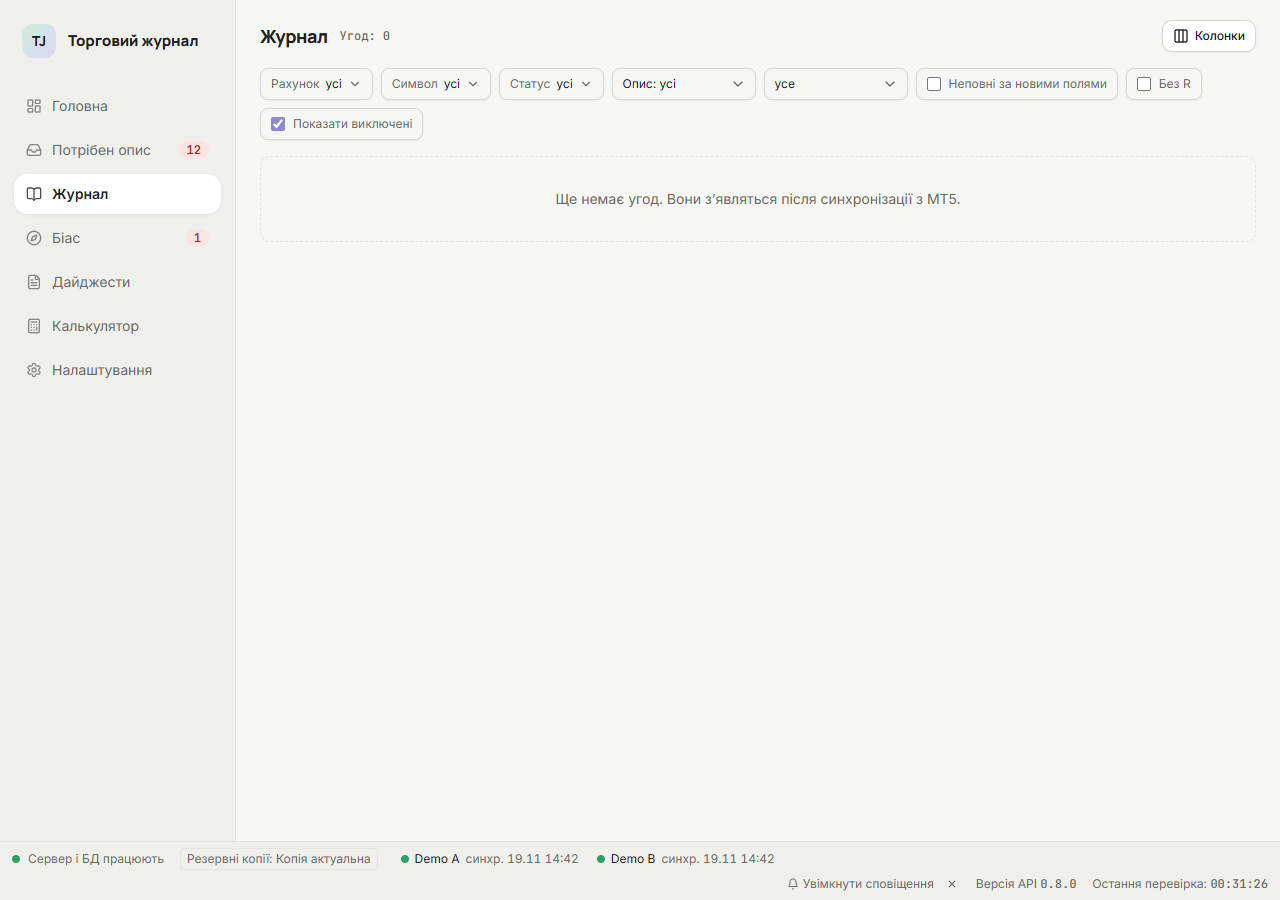 TJ Торговий журнал
Головна
Потрібен опис 12
Журнал
Біас 1
Дайджести
Калькулятор
Налаштування
Журнал Угод: 0
Колонки
Рахунок усі Символ усі Статус усі Опис: усі усе Неповні за новими полями Без R
Показати виключені
Ще немає угод. Вони з’являться після синхронізації з MT5.
Сервер і БД працюють Резервні копії: Копія актуальна Demo A синхр. 19.11 14:42 Demo B синхр. 19.11 14:42
Увімкнути сповіщення × Версія API 0.8.0 Остання перевірка: 00:31:26